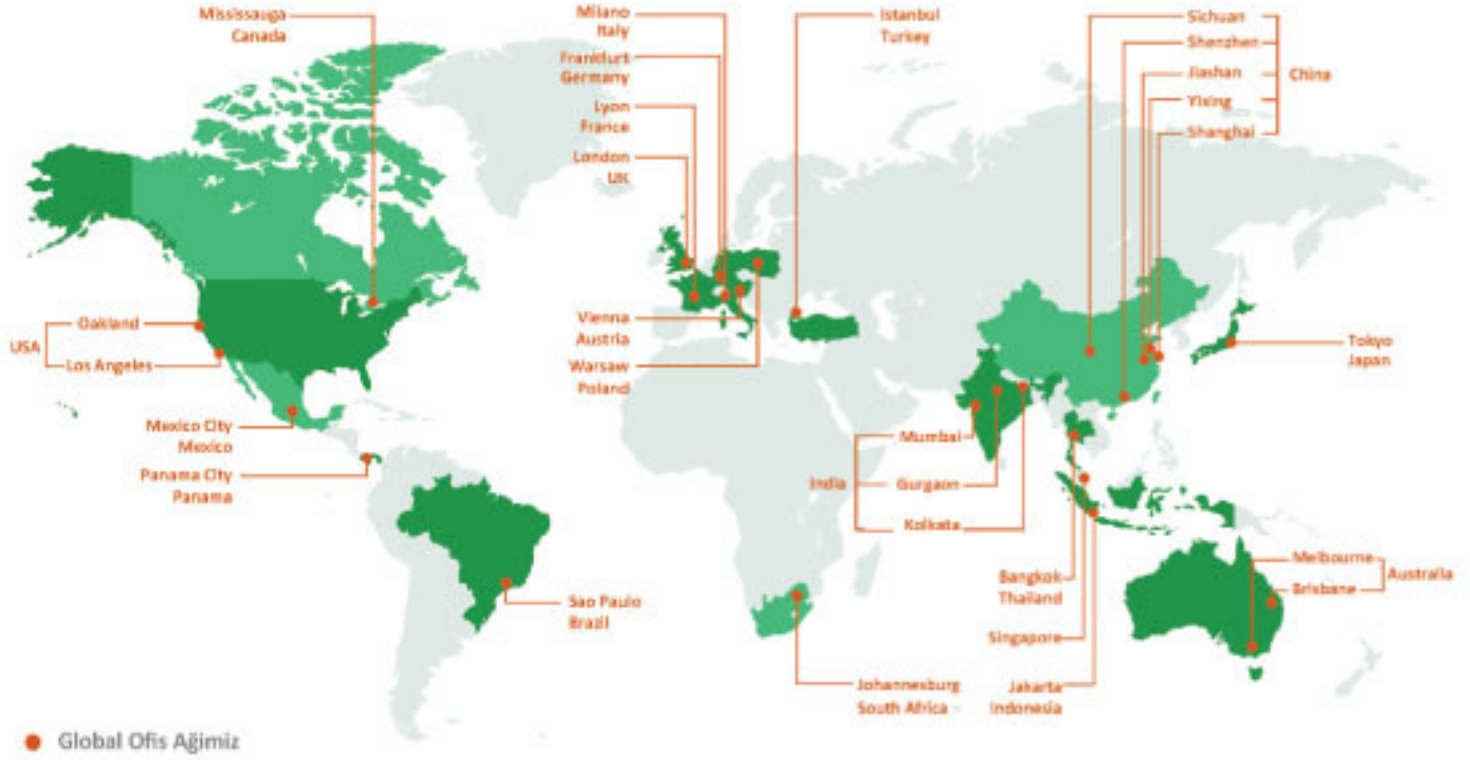 Mississauga
Canada
Milano
Italy
Frankfurt
Germany
Lyon
France
London
UK
Istanbul
Turkey
Sichuan
Shenzhen
Jiashan
Yixing
Shanghai
China
Vienna
Austria
Warsaw
Poland
USA
Oakland
Los Angeles
Tokyo
Japan
Mexico City
Mexico
Panama City
Panama
India
Mumbai
Gurgaon
Kolkata
Sao Paulo
Brazil
Bangkok
Thailand
Singapore
Jakarta
Indonesia
Melbourne
Brisbane
Australia
Johannesburg
South Africa
Global Ofis Ağimiz